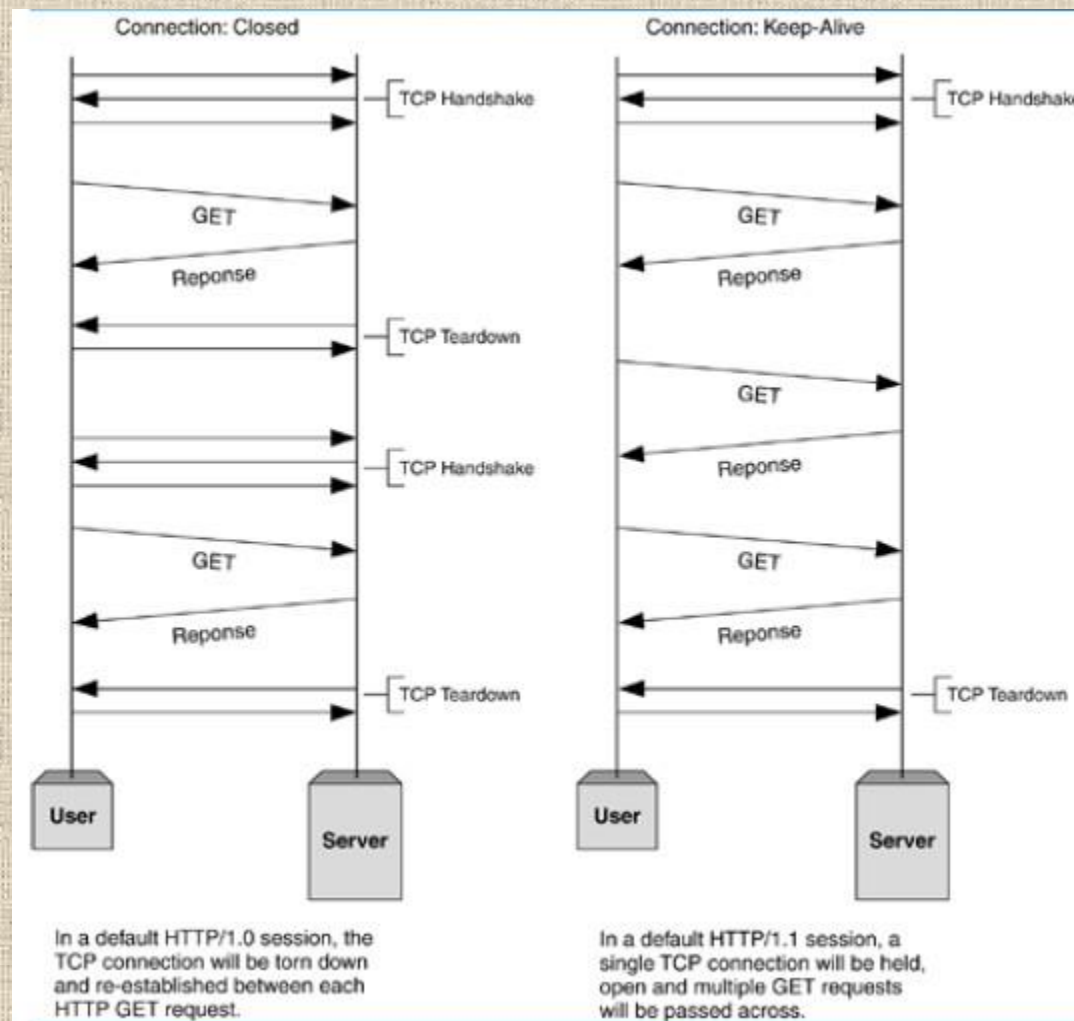 Connection: Closed
TCP Handshake
GET
Reponse
TCP Teardown
TCP Handshake
GET
Reponse
TCP Teardown
User
Server
In a default HTTP/1.0 session, the
TCP connection will be torn down
and re-established between each
HTTP GET request.
Connection: Keep-Alive
TCP Handshake
GET
Reponse
GET
Reponse
GET
Reponse
TCP Teardown
User
Server
In a default HTTP/1.1 session, a
single TCP connection will be held,
open and multiple GET requests
will be passed across.